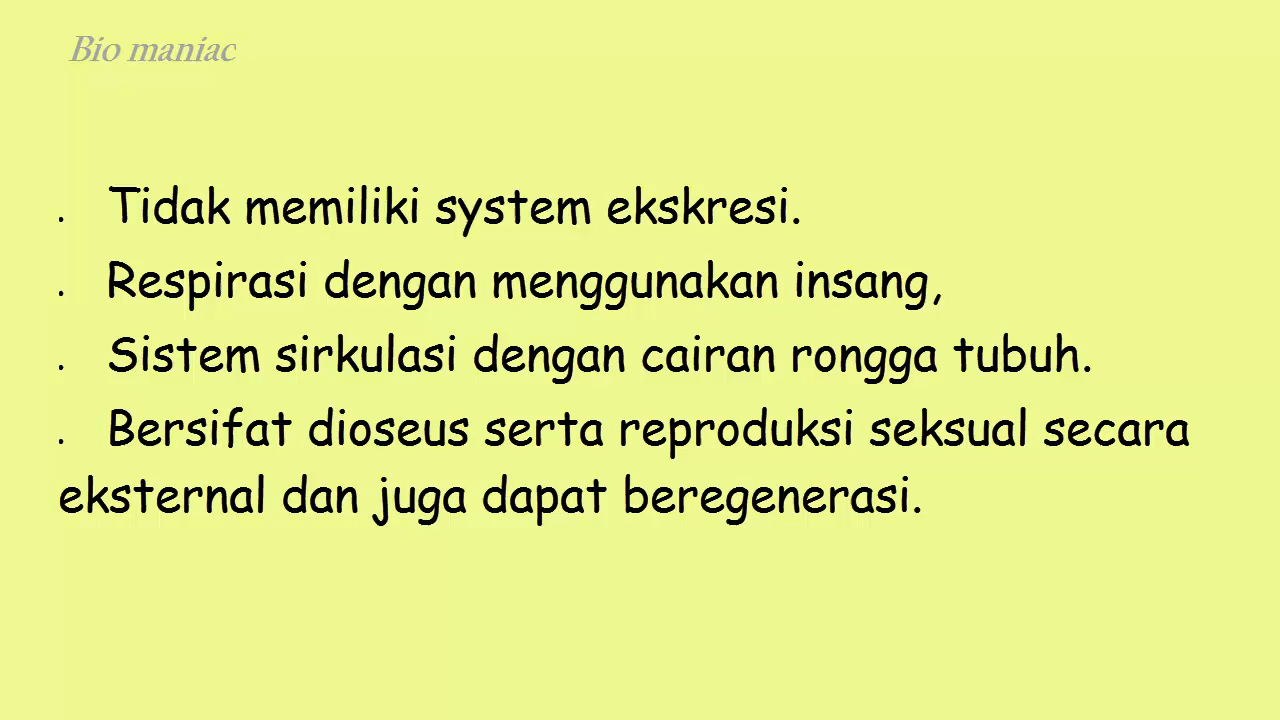 Bio maniac
. Tidak memiliki system ekskresi.
. Respirasi dengan menggunakan insang,
. Sistem sirkulasi dengan cairan rongga tubuh.
. Bersifat dioseus serta reproduksi seksual secara
eksternal dan juga dapat beregenerasi.